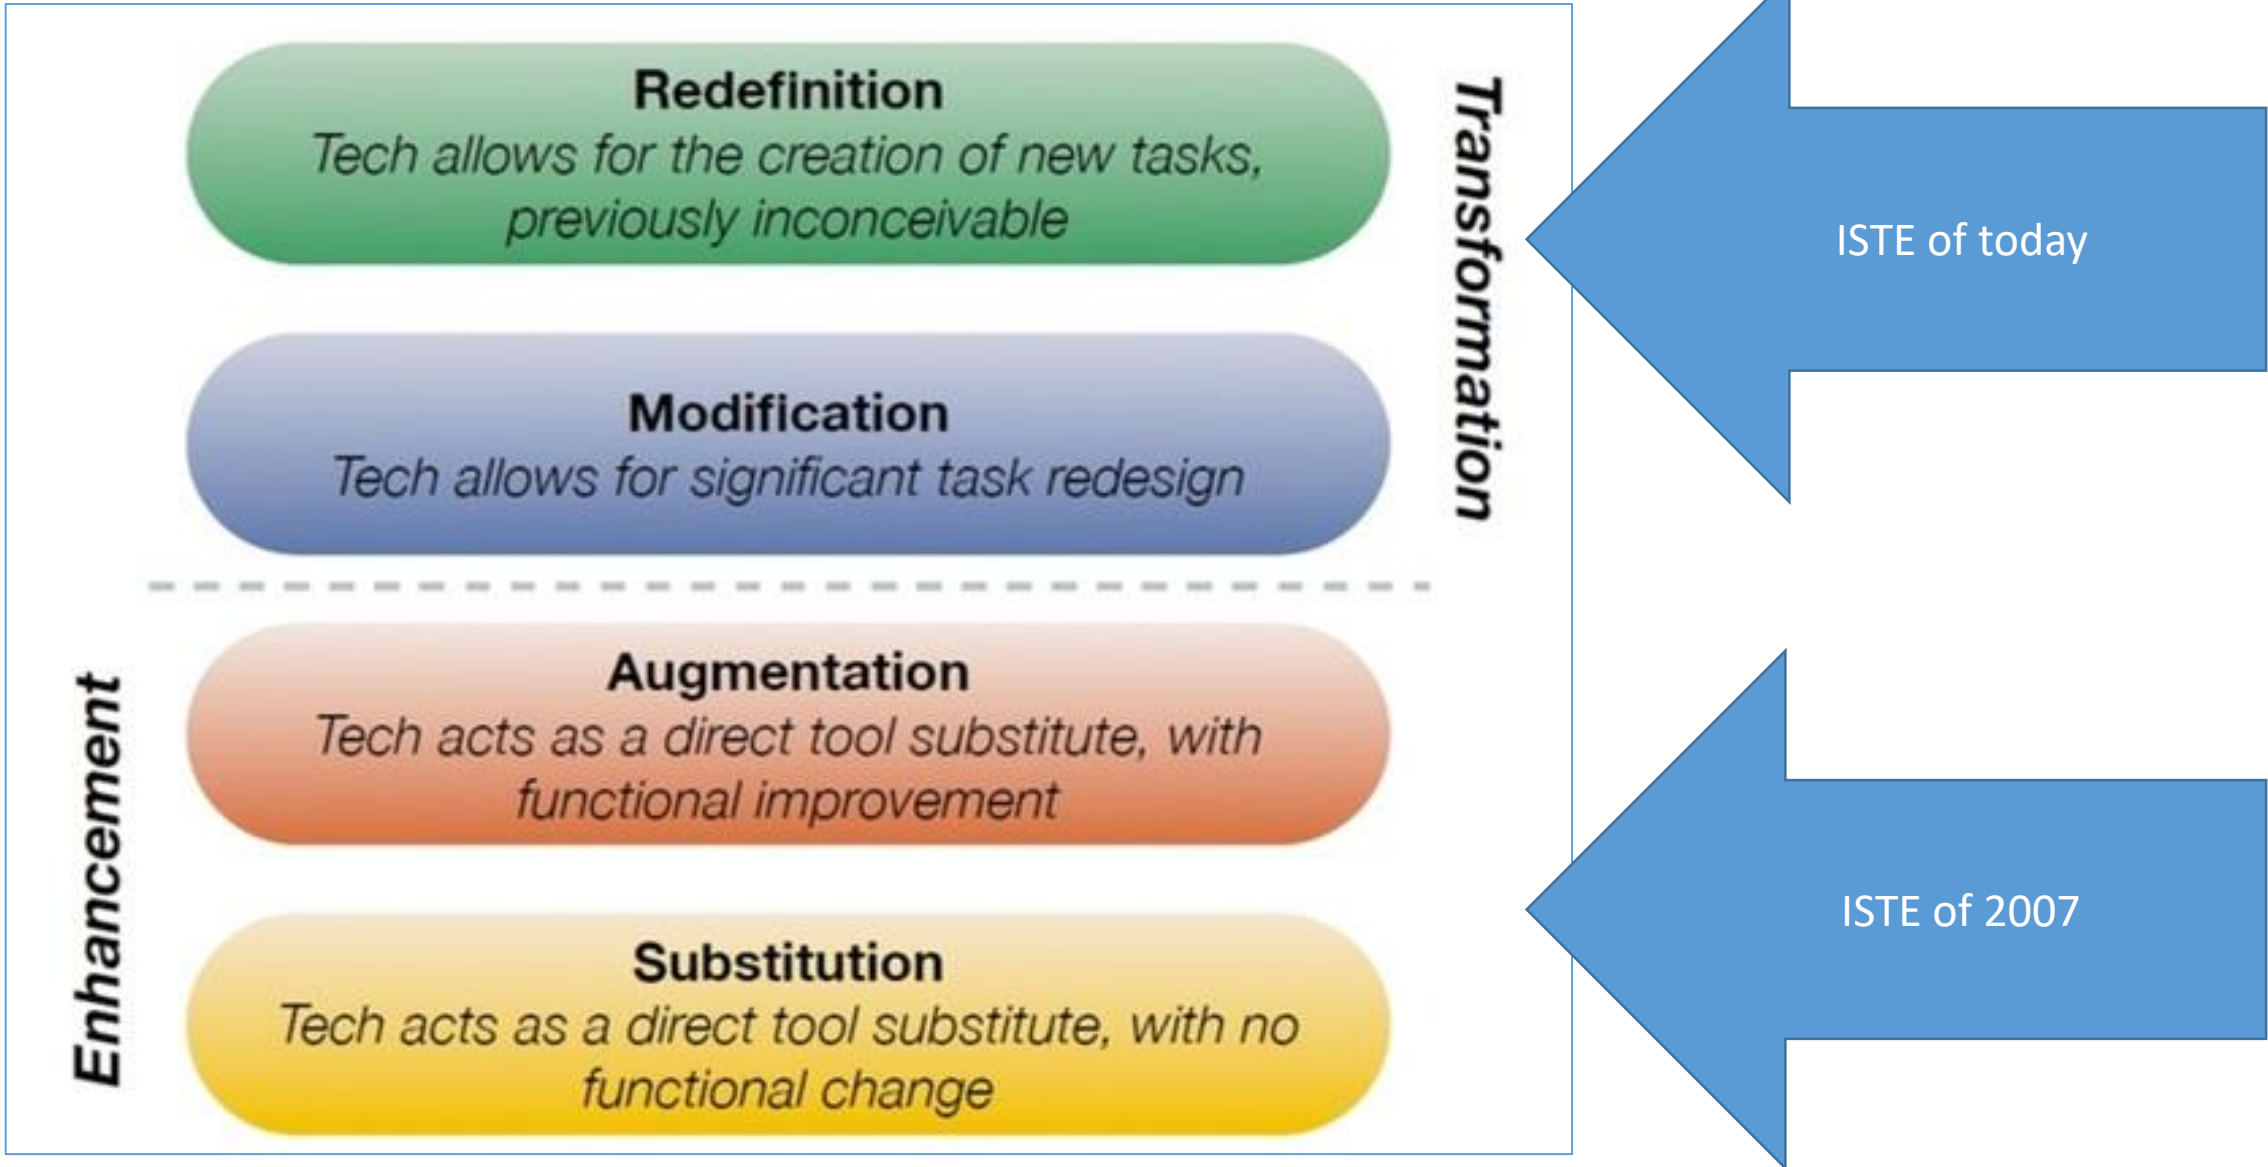 Redefinition
Tech allows for the creation of new tasks,
previously inconceivable
Modification
Tech allows for significant task redesign
Transformation
Augmentation
Tech acts as a direct tool substitute, with
functional improvement
Substitution
Tech acts as a direct tool substitute, with no
functional change
Enhancement
ISTE of today
ISTE of 2007